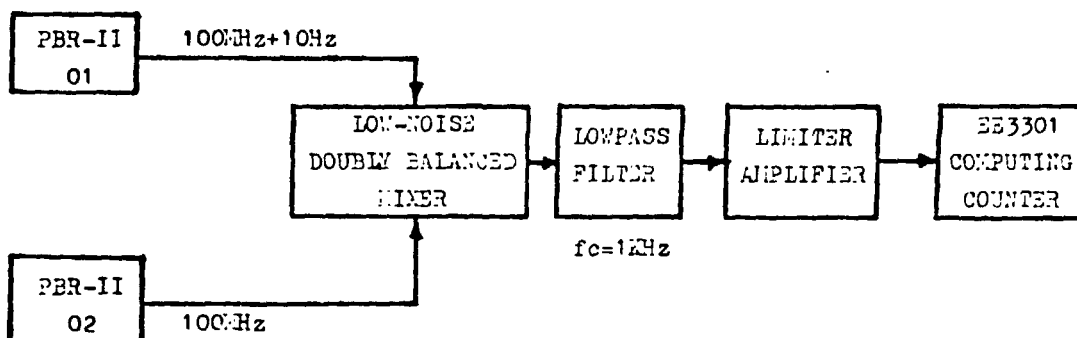 PBR-II
01
100MHz+10Hz
LOW-NOISE
DOUBLY BALANCED
MIXER
LOWPASS
FILTER
fc=1KHz
LIMITER
AMPLIFIER
EE3301
COMPUTING
COUNTER
PBR-II
02
100MHz